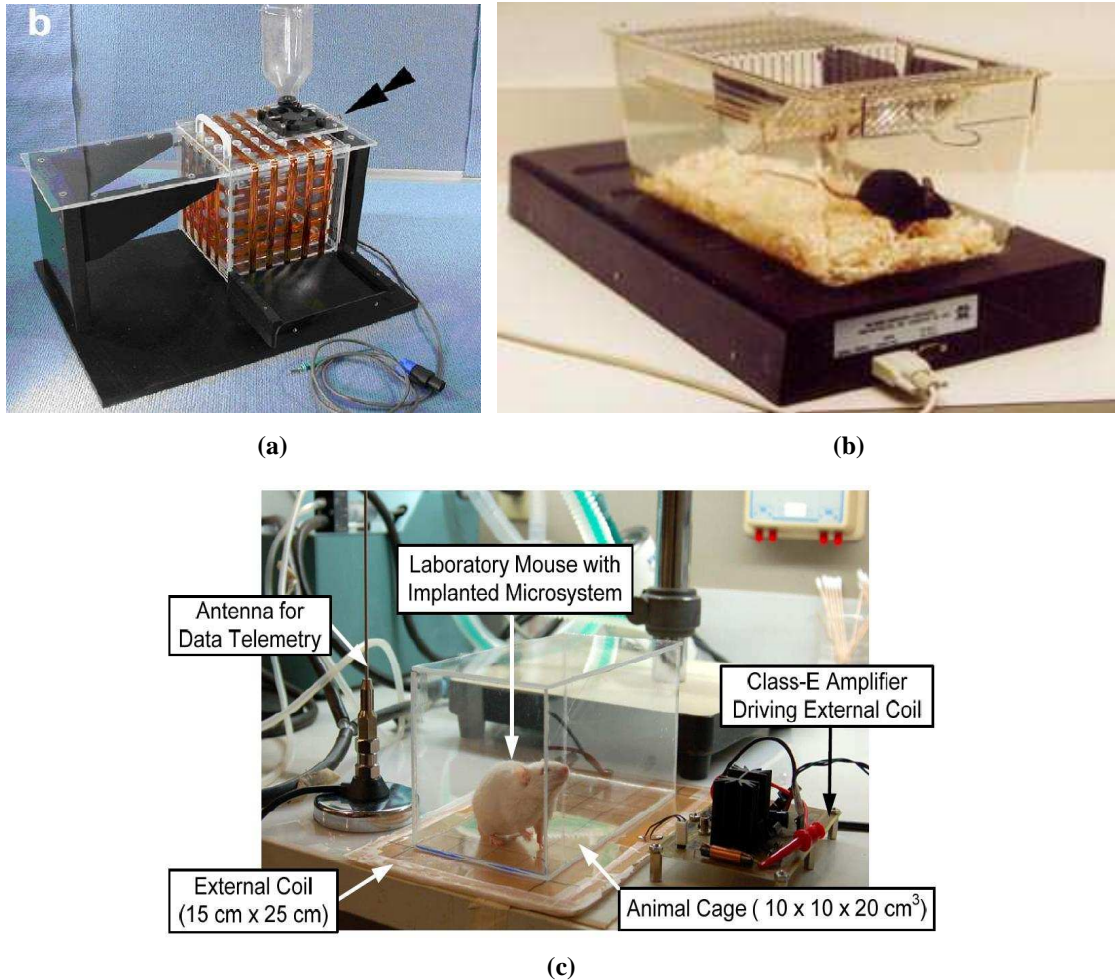 b
(a)
(b)
Laboratory Mouse with
Implanted Microsystem
Antenna for
Data Telemetry
Class-E Amplifier
Driving External Coil
External Coil
(15 cm x 25 cm)
Animal Cage ( 10 x 10 x 20 cm³)
(c)